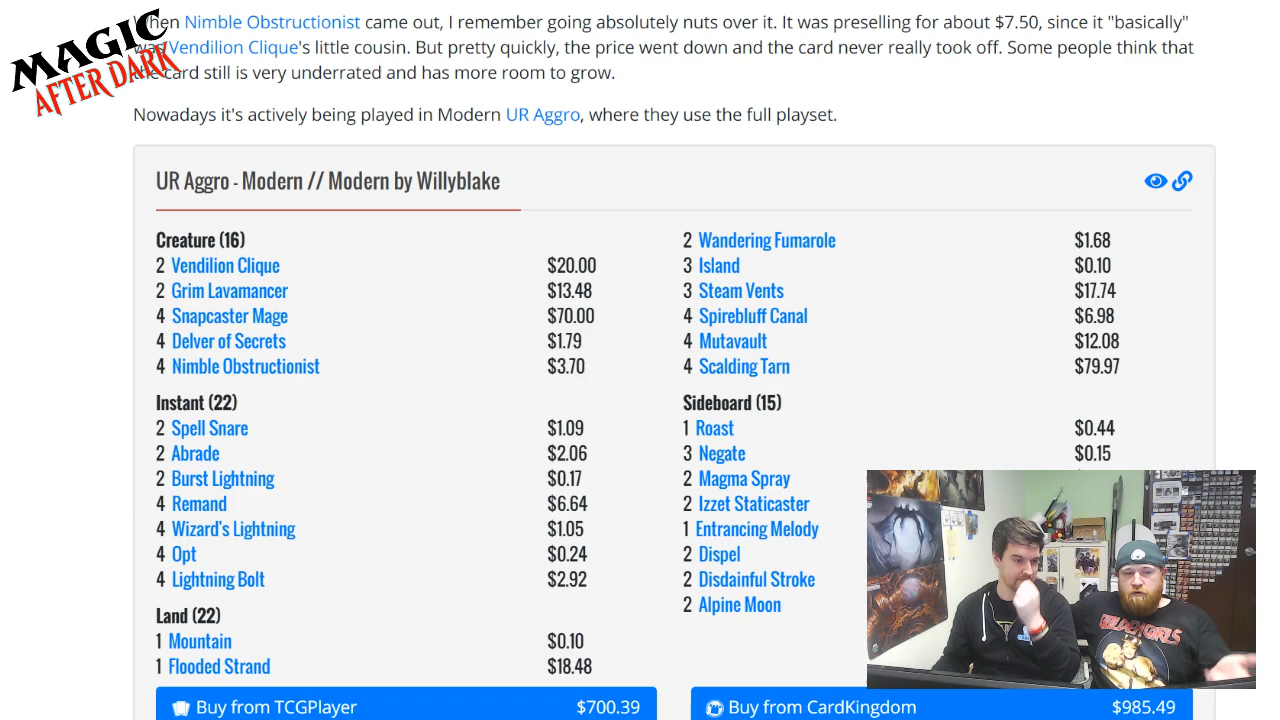 When Nimble Obstructionist came out, I remember going absolutely nuts over it. It was preselling for about $7.50, since it "basically"
was Vendilion Clique's little cousin. But pretty quickly, the price went down and the card never really took off. Some people think that
the card still is very underrated and has more room to grow.
MAGIC
AFTER DARK
Nowadays it's actively being played in Modern UR Aggro, where they use the full playset.
UR Aggro - Modern // Modern by Willyblake
Creature (16)
2 Vendilion Clique $20.00
2 Grim Lavamancer $13.48
4 Snapcaster Mage $70.00
4 Delver of Secrets $1.79
4 Nimble Obstructionist $3.70
Instant (22)
2 Spell Snare $1.09
2 Abrade $2.06
2 Burst Lightning $0.17
4 Remand $6.64
4 Wizard's Lightning $1.05
4 Opt $0.24
4 Lightning Bolt $2.92
Land (22)
1 Mountain $0.10
1 Flooded Strand $18.48
2 Wandering Fumarole $1.68
3 Island $0.10
3 Steam Vents $17.74
4 Spirebluff Canal $6.98
4 Mutavault $12.08
4 Scalding Tarn $79.97
Sideboard (15)
1 Roast $0.44
3 Negate $0.15
2 Magma Spray
2 Izzet Staticaster
1 Entrancing Melody
2 Dispel
2 Disdainful Stroke
2 Alpine Moon
GOLDEN GIRLS
Buy from TCGPlayer $700.39
Buy from CardKingdom $985.49